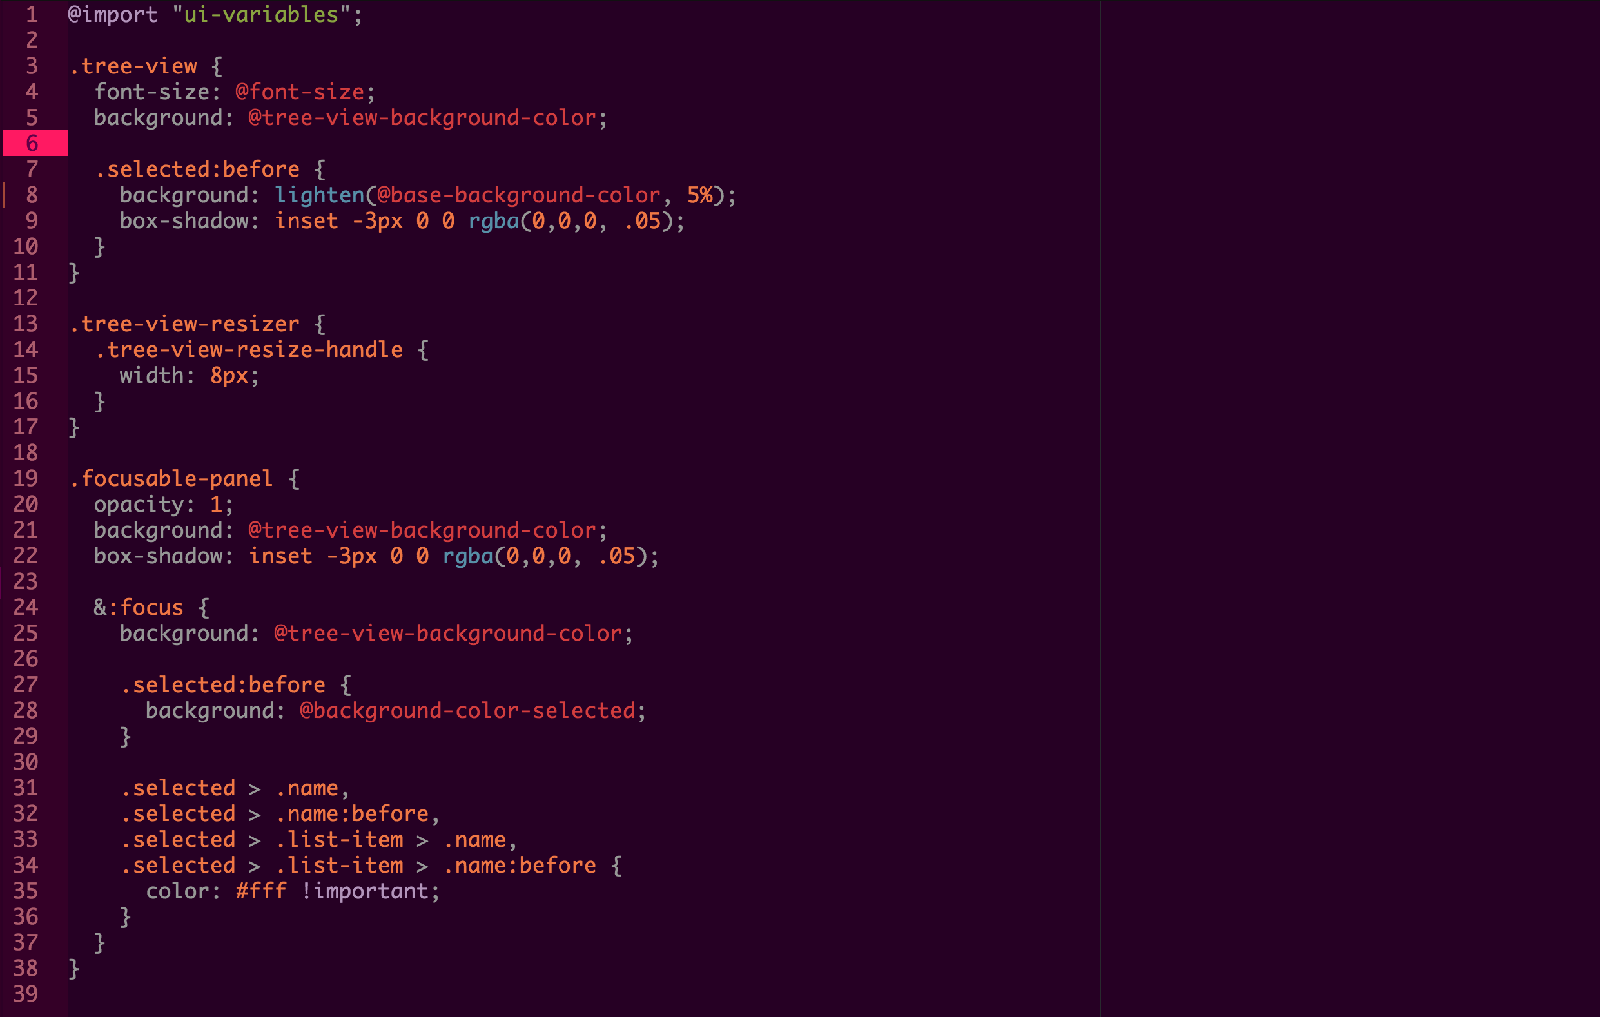 1 @import "ui-variables";
2
3 .tree-view {
4   font-size: @font-size;
5   background: @tree-view-background-color;
6
7   .selected:before {
8     background: lighten(@base-background-color, 5%);
9     box-shadow: inset -3px 0 0 rgba(0,0,0, .05);
10   }
11 }
12
13 .tree-view-resizer {
14   .tree-view-resize-handle {
15     width: 8px;
16   }
17 }
18
19 .focusable-panel {
20   opacity: 1;
21   background: @tree-view-background-color;
22   box-shadow: inset -3px 0 0 rgba(0,0,0, .05);
23
24   &:focus {
25     background: @tree-view-background-color;
26
27     .selected:before {
28       background: @background-color-selected;
29     }
30
31     .selected > .name,
32     .selected > .name:before,
33     .selected > .list-item > .name,
34     .selected > .list-item > .name:before {
35       color: #fff !important;
36     }
37   }
38 }
39